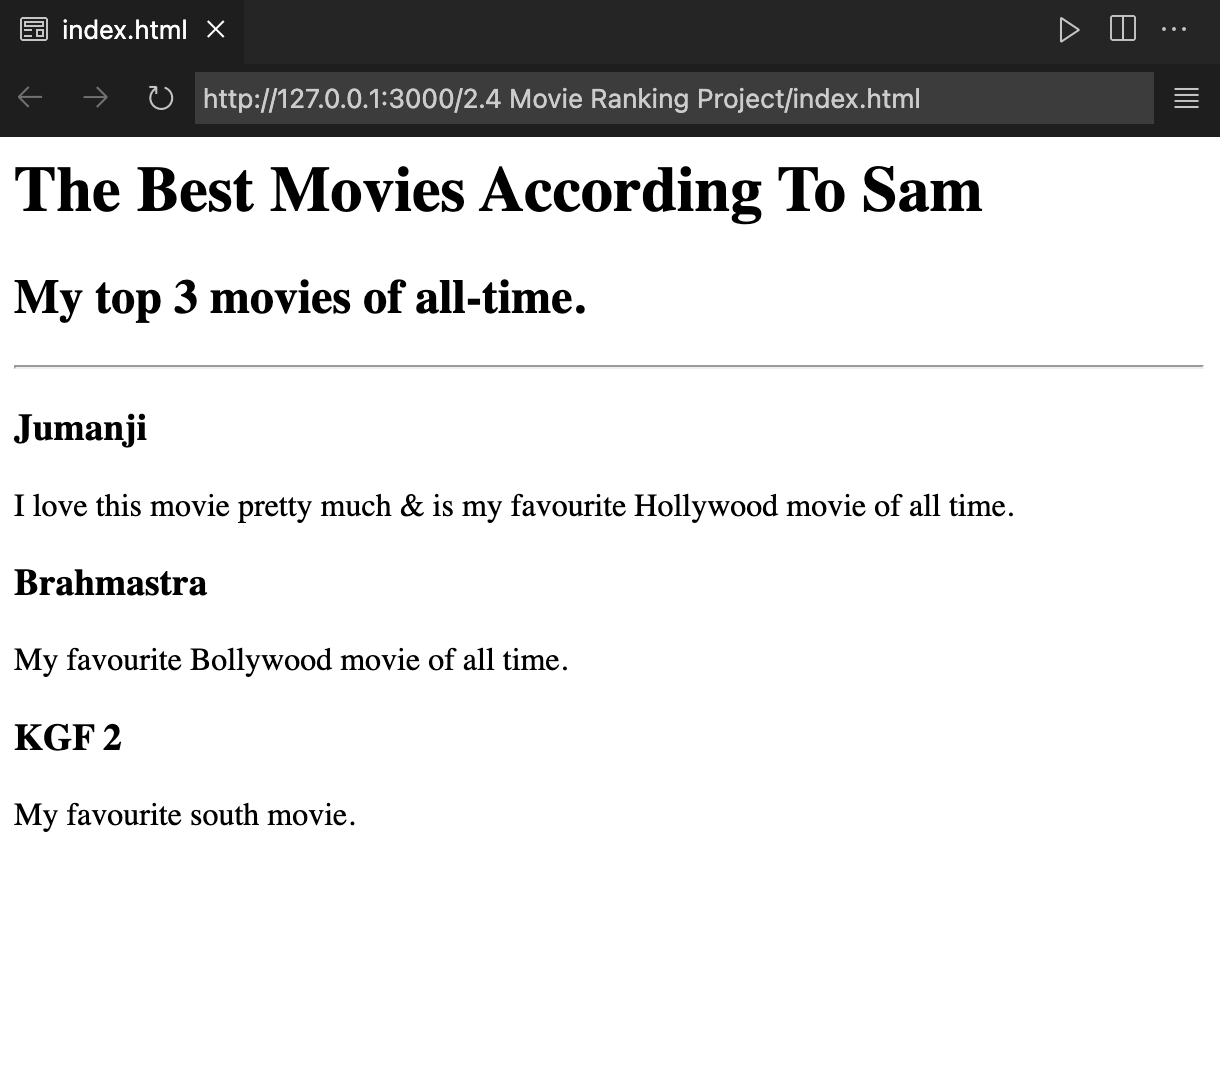 index.html
http://127.0.0.1:3000/2.4 Movie Ranking Project/index.html
The Best Movies According To Sam
My top 3 movies of all-time.
Jumanji
I love this movie pretty much & is my favourite Hollywood movie of all time.
Brahmastra
My favourite Bollywood movie of all time.
KGF 2
My favourite south movie.